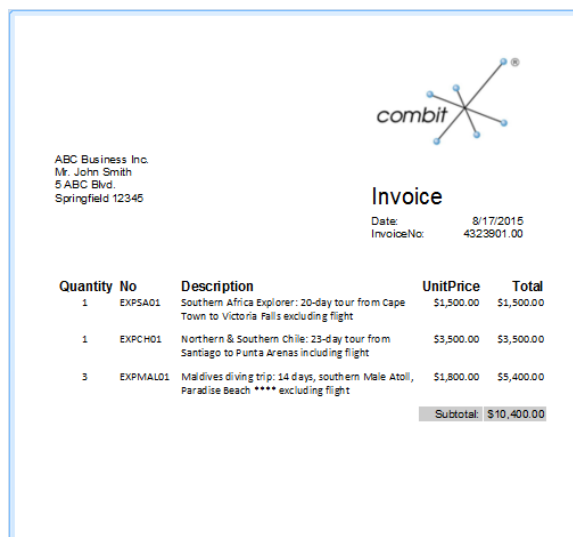 combit®
ABC Business Inc.
Mr. John Smith
5 ABC Blvd.
Springfield 12345
Invoice
Date: 8/17/2015
InvoiceNo: 4323901.00
Quantity No Description UnitPrice Total
1 EXPSA01 Southern Africa Explorer: 20-day tour from Cape $1,500.00 $1,500.00
Town to Victoria Falls excluding flight
1 EXPCH01 Northern & Southern Chile: 23-day tour from $3,500.00 $3,500.00
Santiago to Punta Arenas including flight
3 EXPMAL01 Maldives diving trip: 14 days, southern Male Atoll, $1,800.00 $5,400.00
Paradise Beach **** excluding flight
Subtotal: $10,400.00